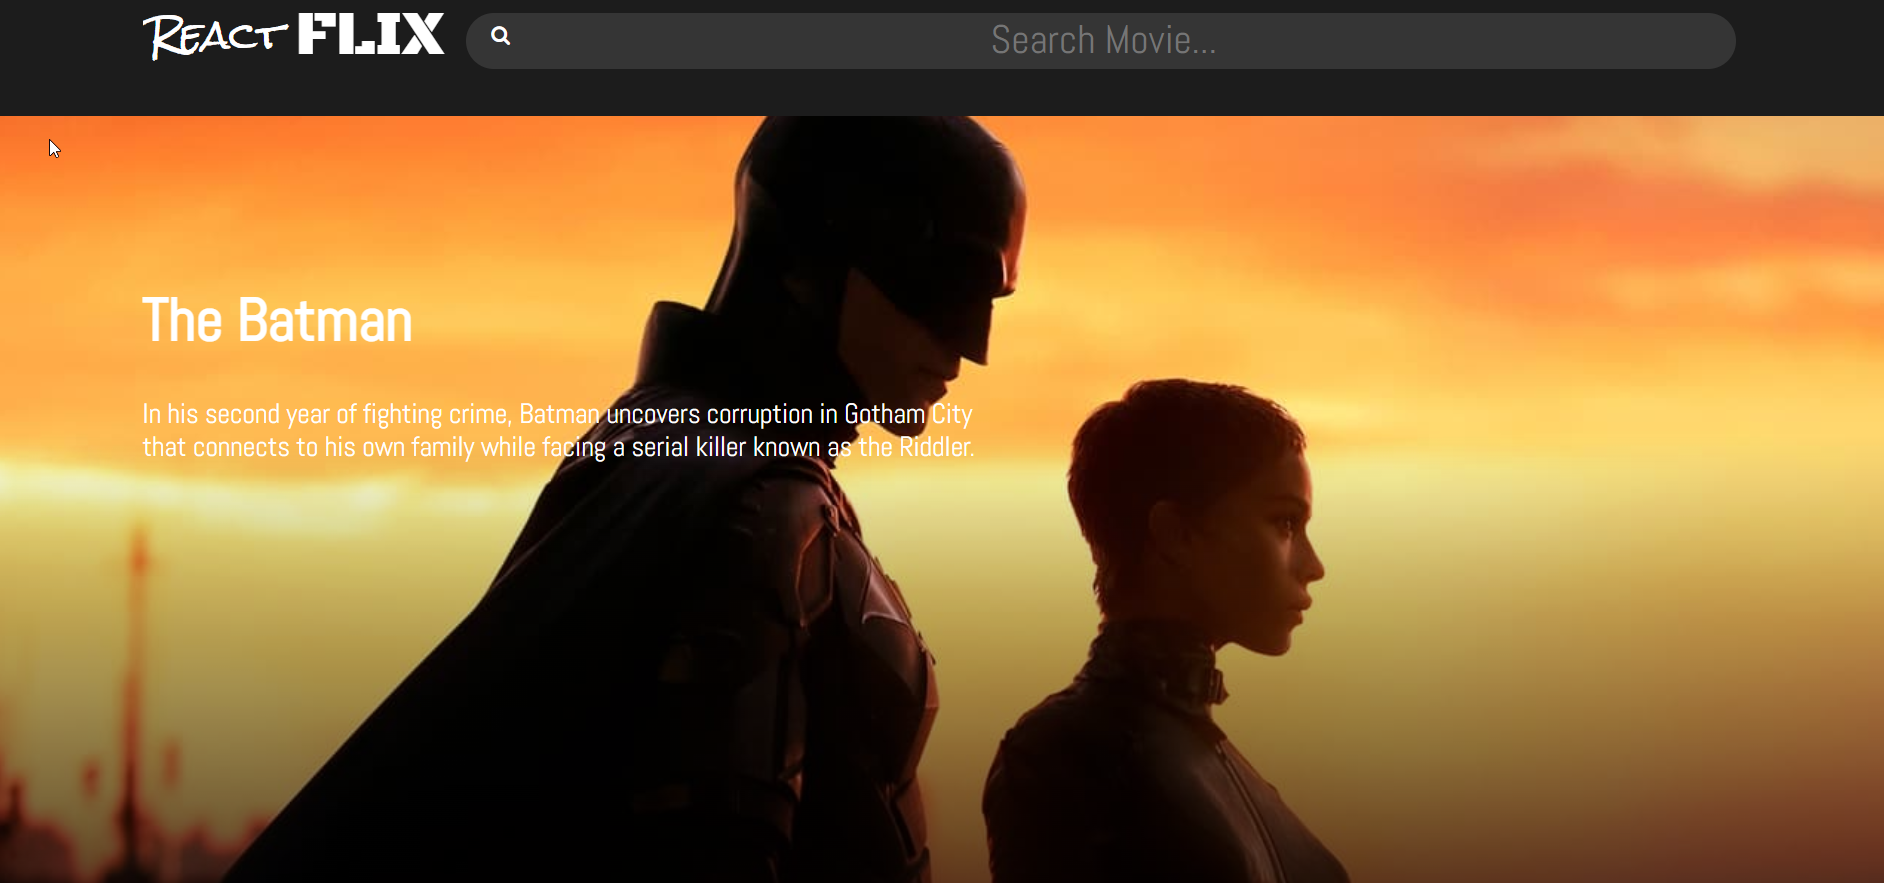 React FLIX
Search Movie...
The Batman
In his second year of fighting crime, Batman uncovers corruption in Gotham City
that connects to his own family while facing a serial killer known as the Riddler.